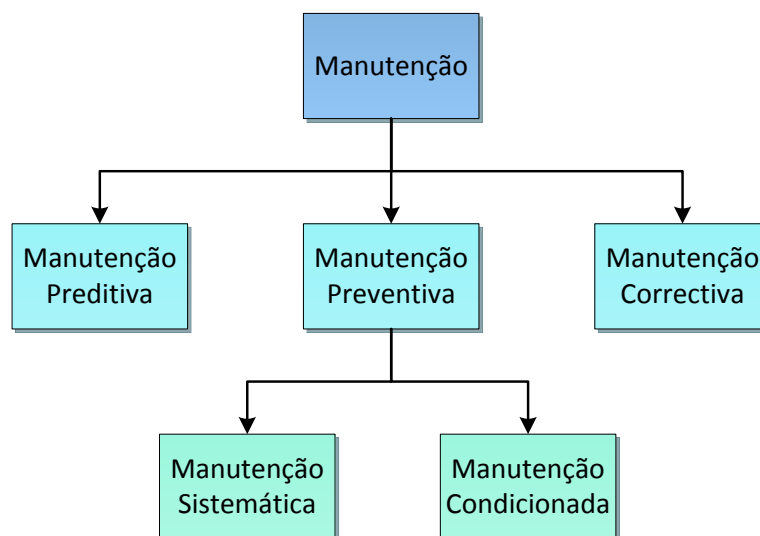 Manutenção
Manutenção
Preditiva
Manutenção
Preventiva
Manutenção
Correctiva
Manutenção
Sistemática
Manutenção
Condicionada